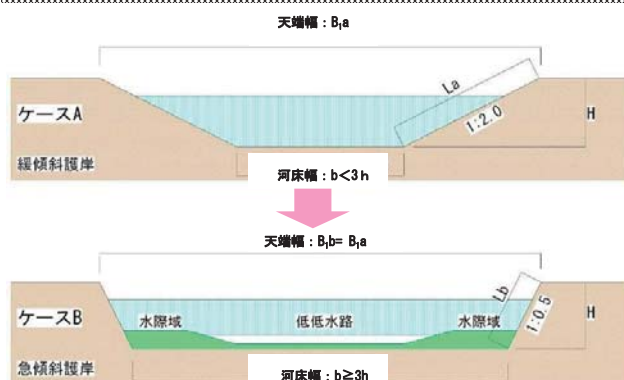 天端幅：B₁a
La
1:2.0
H
ケースA
緩傾斜護岸
河床幅：b<3h
天端幅：B₁b= B₁a
Lb
1:0.5
H
ケースB
水際域
低低水路
水際域
急傾斜護岸
河床幅：b≧3h